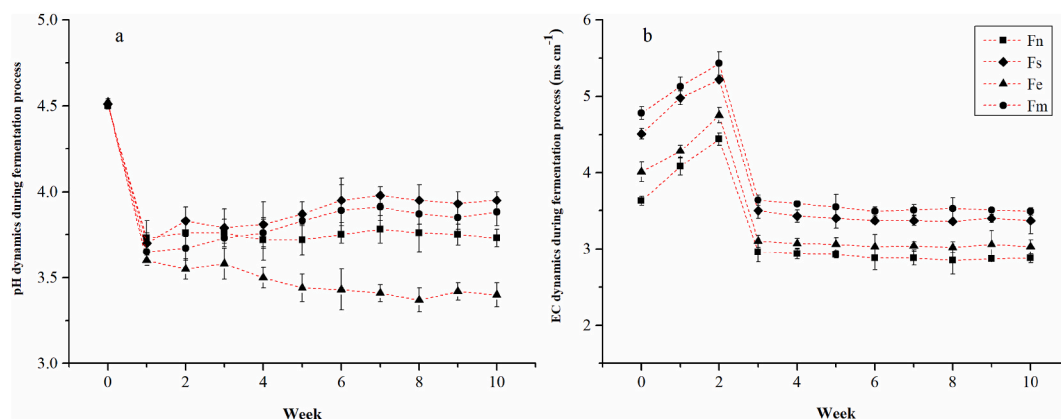 a
pH dynamics during fermentation process
5.0
4.5
4.0
3.5
3.0
0
2
4
6
8
10
Week
b
EC dynamics during fermentation process (ms cm⁻¹)
6
5
4
3
2
0
2
4
6
8
10
Week
Fn
Fs
Fe
Fm